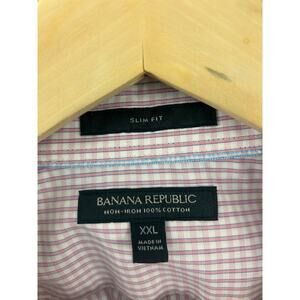 SLIM FIT
BANANA REPUBLIC
NON-IRON 100% COTTON
XXL
MADE IN
VIETNAM